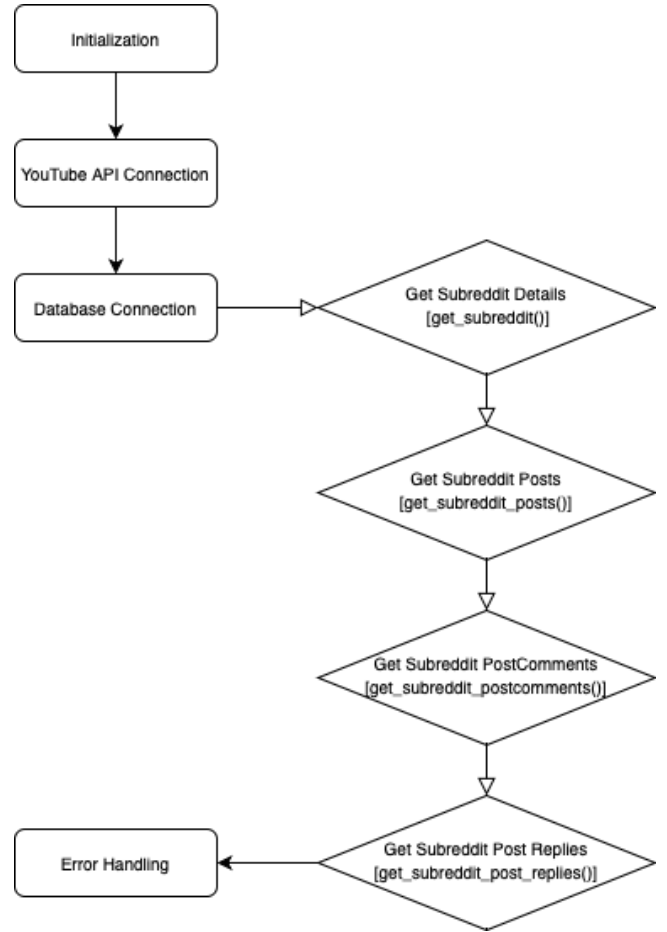 Initialization
YouTube API Connection
Database Connection
Get Subreddit Details
[get_subreddit()]
Get Subreddit Posts
[get_subreddit_posts()]
Get Subreddit PostComments
[get_subreddit_postcomments()]
Get Subreddit Post Replies
[get_subreddit_post_replies()]
Error Handling